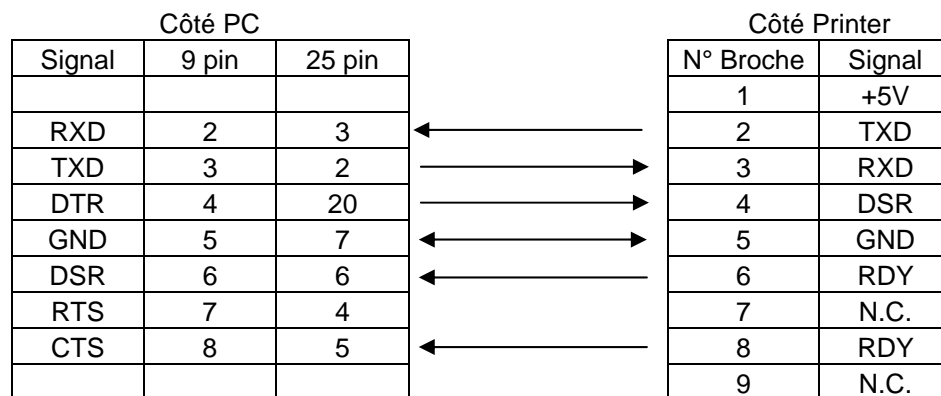 Côté PC Côté Printer
Signal 9 pin 25 pin N° Broche Signal
1 +5V
RXD 2 3 2 TXD
TXD 3 2 3 RXD
DTR 4 20 4 DSR
GND 5 7 5 GND
DSR 6 6 6 RDY
RTS 7 4 7 N.C.
CTS 8 5 8 RDY
9 N.C.